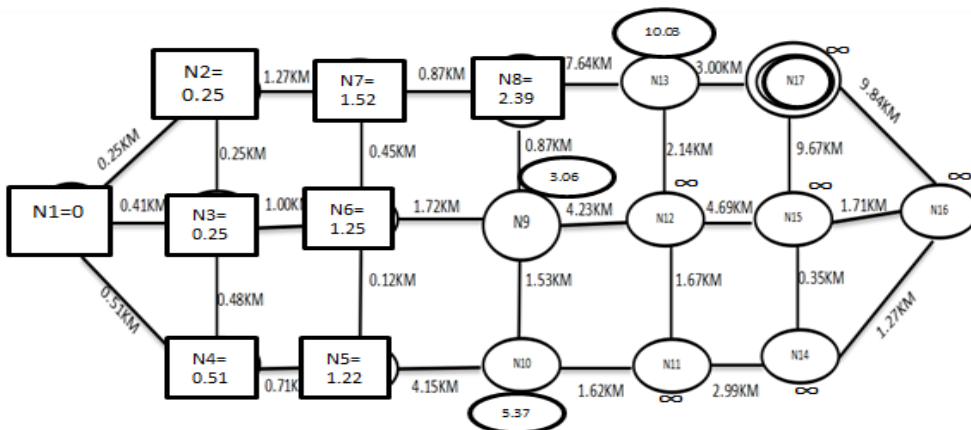 10.03
∞
N2=
0.25
1.27KM
N7=
1.52
0.87KM
N8=
2.39
7.64KM
N13
3.00KM
N17
9.84KM
0.25KM
0.25KM
0.45KM
0.87KM
2.14KM
9.67KM
3.06
∞
∞
∞
N1=0
0.41KM
N3=
0.25
1.00KM
N6=
1.25
1.72KM
N9
4.23KM
N12
4.69KM
N15
1.71KM
N16
0.51KM
0.48KM
0.12KM
1.53KM
1.67KM
0.35KM
1.27KM
N4=
0.51
0.71K
N5=
1.22
4.15KM
N10
1.62KM
N11
2.99KM
N14
∞
∞
5.37